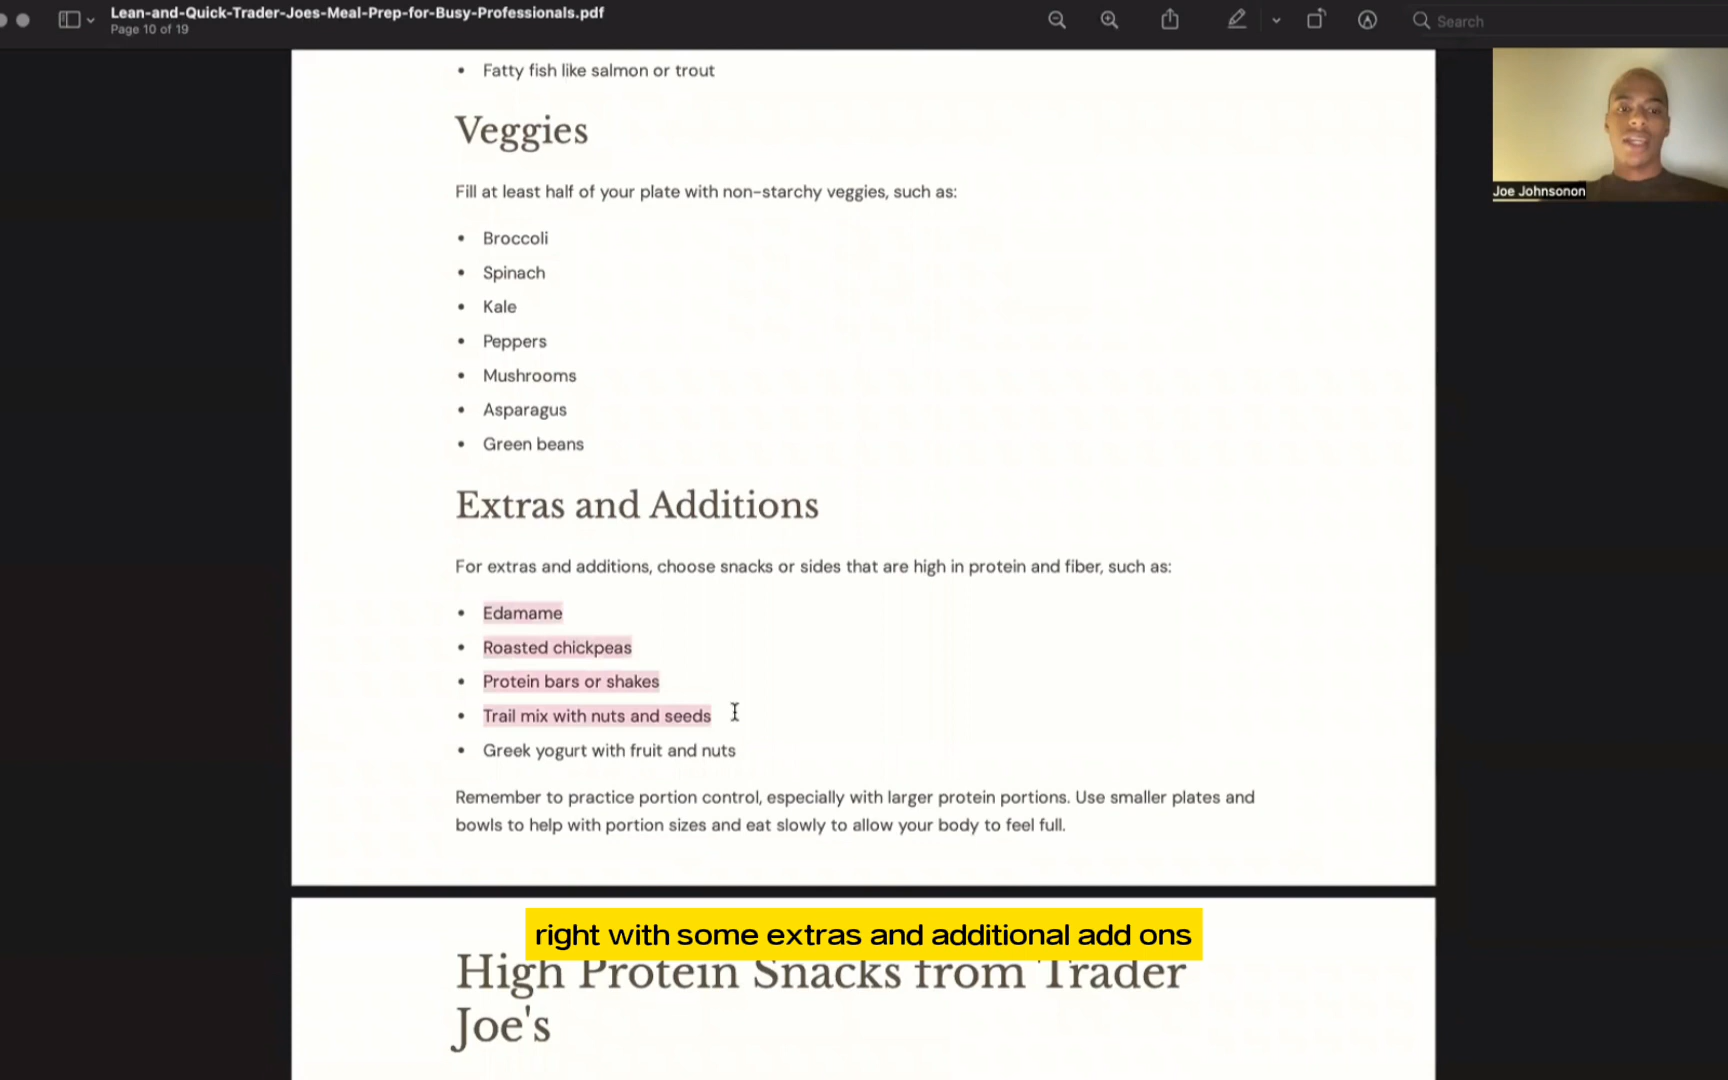 Lean-and-Quick-Trader-Joes-Meal-Prep-for-Busy-Professionals.pdf
Page 10 of 19
Search
Fatty fish like salmon or trout
Joe Johnsonon
Veggies
Fill at least half of your plate with non-starchy veggies, such as:
Broccoli
Spinach
Kale
Peppers
Mushrooms
Asparagus
Green beans
Extras and Additions
For extras and additions, choose snacks or sides that are high in protein and fiber, such as:
Edamame
Roasted chickpeas
Protein bars or shakes
Trail mix with nuts and seeds
Greek yogurt with fruit and nuts
Remember to practice portion control, especially with larger protein portions. Use smaller plates and
bowls to help with portion sizes and eat slowly to allow your body to feel full.
right with some extras and additional add ons
High Protein Snacks from Trader
Joe's